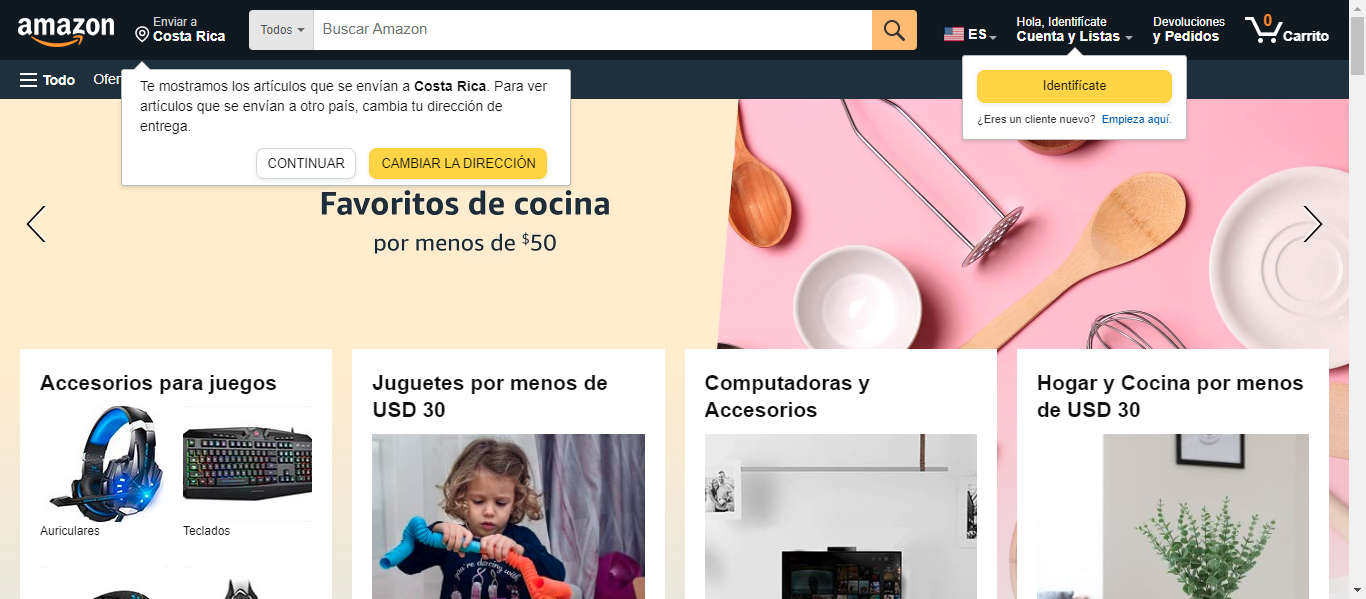 amazon
Enviar a
Costa Rica
Todos
Buscar Amazon
ES
Hola, Identifícate
Cuenta y Listas
Devoluciones
y Pedidos
0
Carrito
Todo
Ofer
Te mostramos los artículos que se envían a Costa Rica. Para ver
artículos que se envían a otro país, cambia tu dirección de
entrega.
CONTINUAR
CAMBIAR LA DIRECCIÓN
Identifícate
¿Eres un cliente nuevo? Empieza aquí.
Favoritos de cocina
por menos de $50
Accesorios para juegos
Auriculares
Teclados
Juguetes por menos de
USD 30
you're dancing with
Computadoras y
Accesorios
Hogar y Cocina por menos
de USD 30